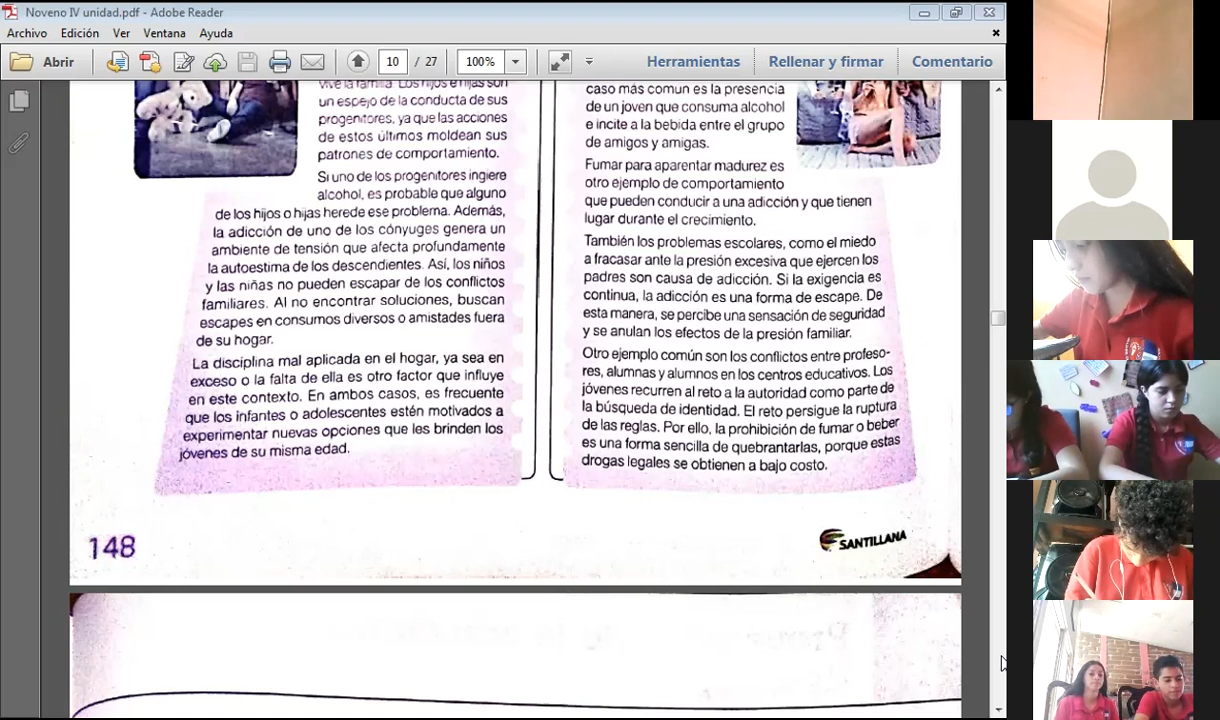 Noveno IV unidad.pdf - Adobe Reader
Archivo Edición Ver Ventana Ayuda
Abrir 10 / 27 100% Herramientas Rellenar y firmar Comentario
vive la familia. Los hijos e hijas son
un espejo de la conducta de sus
progenitores, ya que las acciones
de estos últimos moldean sus
patrones de comportamiento.
Si uno de los progenitores ingiere
alcohol, es probable que alguno
de los hijos o hijas herede ese problema. Además,
la adicción de uno de los cónyuges genera un
ambiente de tensión que afecta profundamente
la autoestima de los descendientes. Así, los niños
y las niñas no pueden escapar de los conflictos
familiares. Al no encontrar soluciones, buscan
escapes en consumos diversos o amistades fuera
de su hogar.
La disciplina mal aplicada en el hogar, ya sea en
exceso o la falta de ella es otro factor que influye
en este contexto. En ambos casos, es frecuente
que los infantes o adolescentes estén motivados a
experimentar nuevas opciones que les brinden los
jóvenes de su misma edad.
caso más común es la presencia
de un joven que consuma alcohol
e incite a la bebida entre el grupo
de amigos y amigas.
Fumar para aparentar madurez es
otro ejemplo de comportamiento
que pueden conducir a una adicción y que tienen
lugar durante el crecimiento.
También los problemas escolares, como el miedo
a fracasar ante la presión excesiva que ejercen los
padres son causa de adicción. Si la exigencia es
continua, la adicción es una forma de escape. De
esta manera, se percibe una sensación de seguridad
y se anulan los efectos de la presión familiar.
Otro ejemplo común son los conflictos entre profeso-
res, alumnas y alumnos en los centros educativos. Los
jóvenes recurren al reto a la autoridad como parte de
la búsqueda de identidad. El reto persigue la ruptura
de las reglas. Por ello, la prohibición de fumar o beber
es una forma sencilla de quebrantarlas, porque estas
drogas legales se obtienen a bajo costo.
148
SANTILLANA